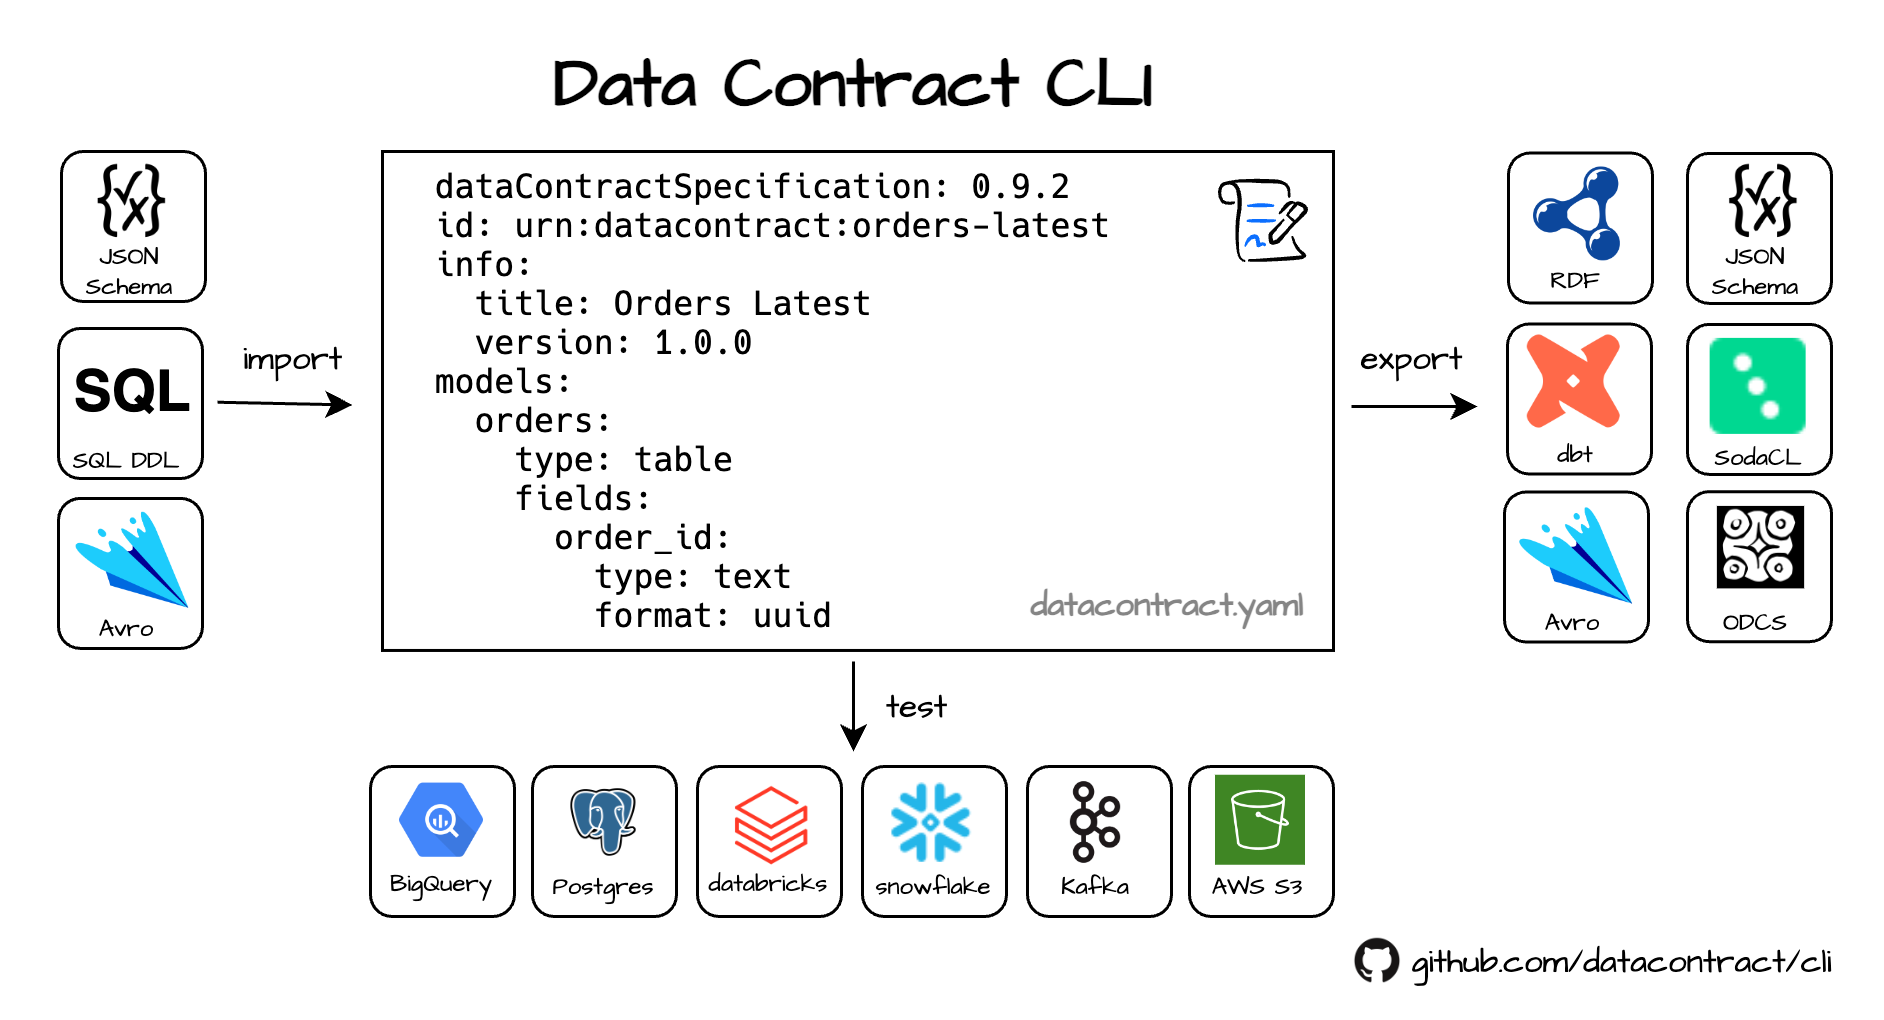 Data Contract CLI
JSON
Schema
SQL
SQL DDL
Avro
import
dataContractSpecification: 0.9.2
id: urn:datacontract:orders-latest
info:
  title: Orders Latest
  version: 1.0.0
models:
  orders:
    type: table
    fields:
      order_id:
        type: text
        format: uuid
datacontract.yaml
export
RDF
JSON
Schema
dbt
SodaCL
Avro
ODCS
test
BigQuery
Postgres
databricks
snowflake
Kafka
AWS S3
github.com/datacontract/cli